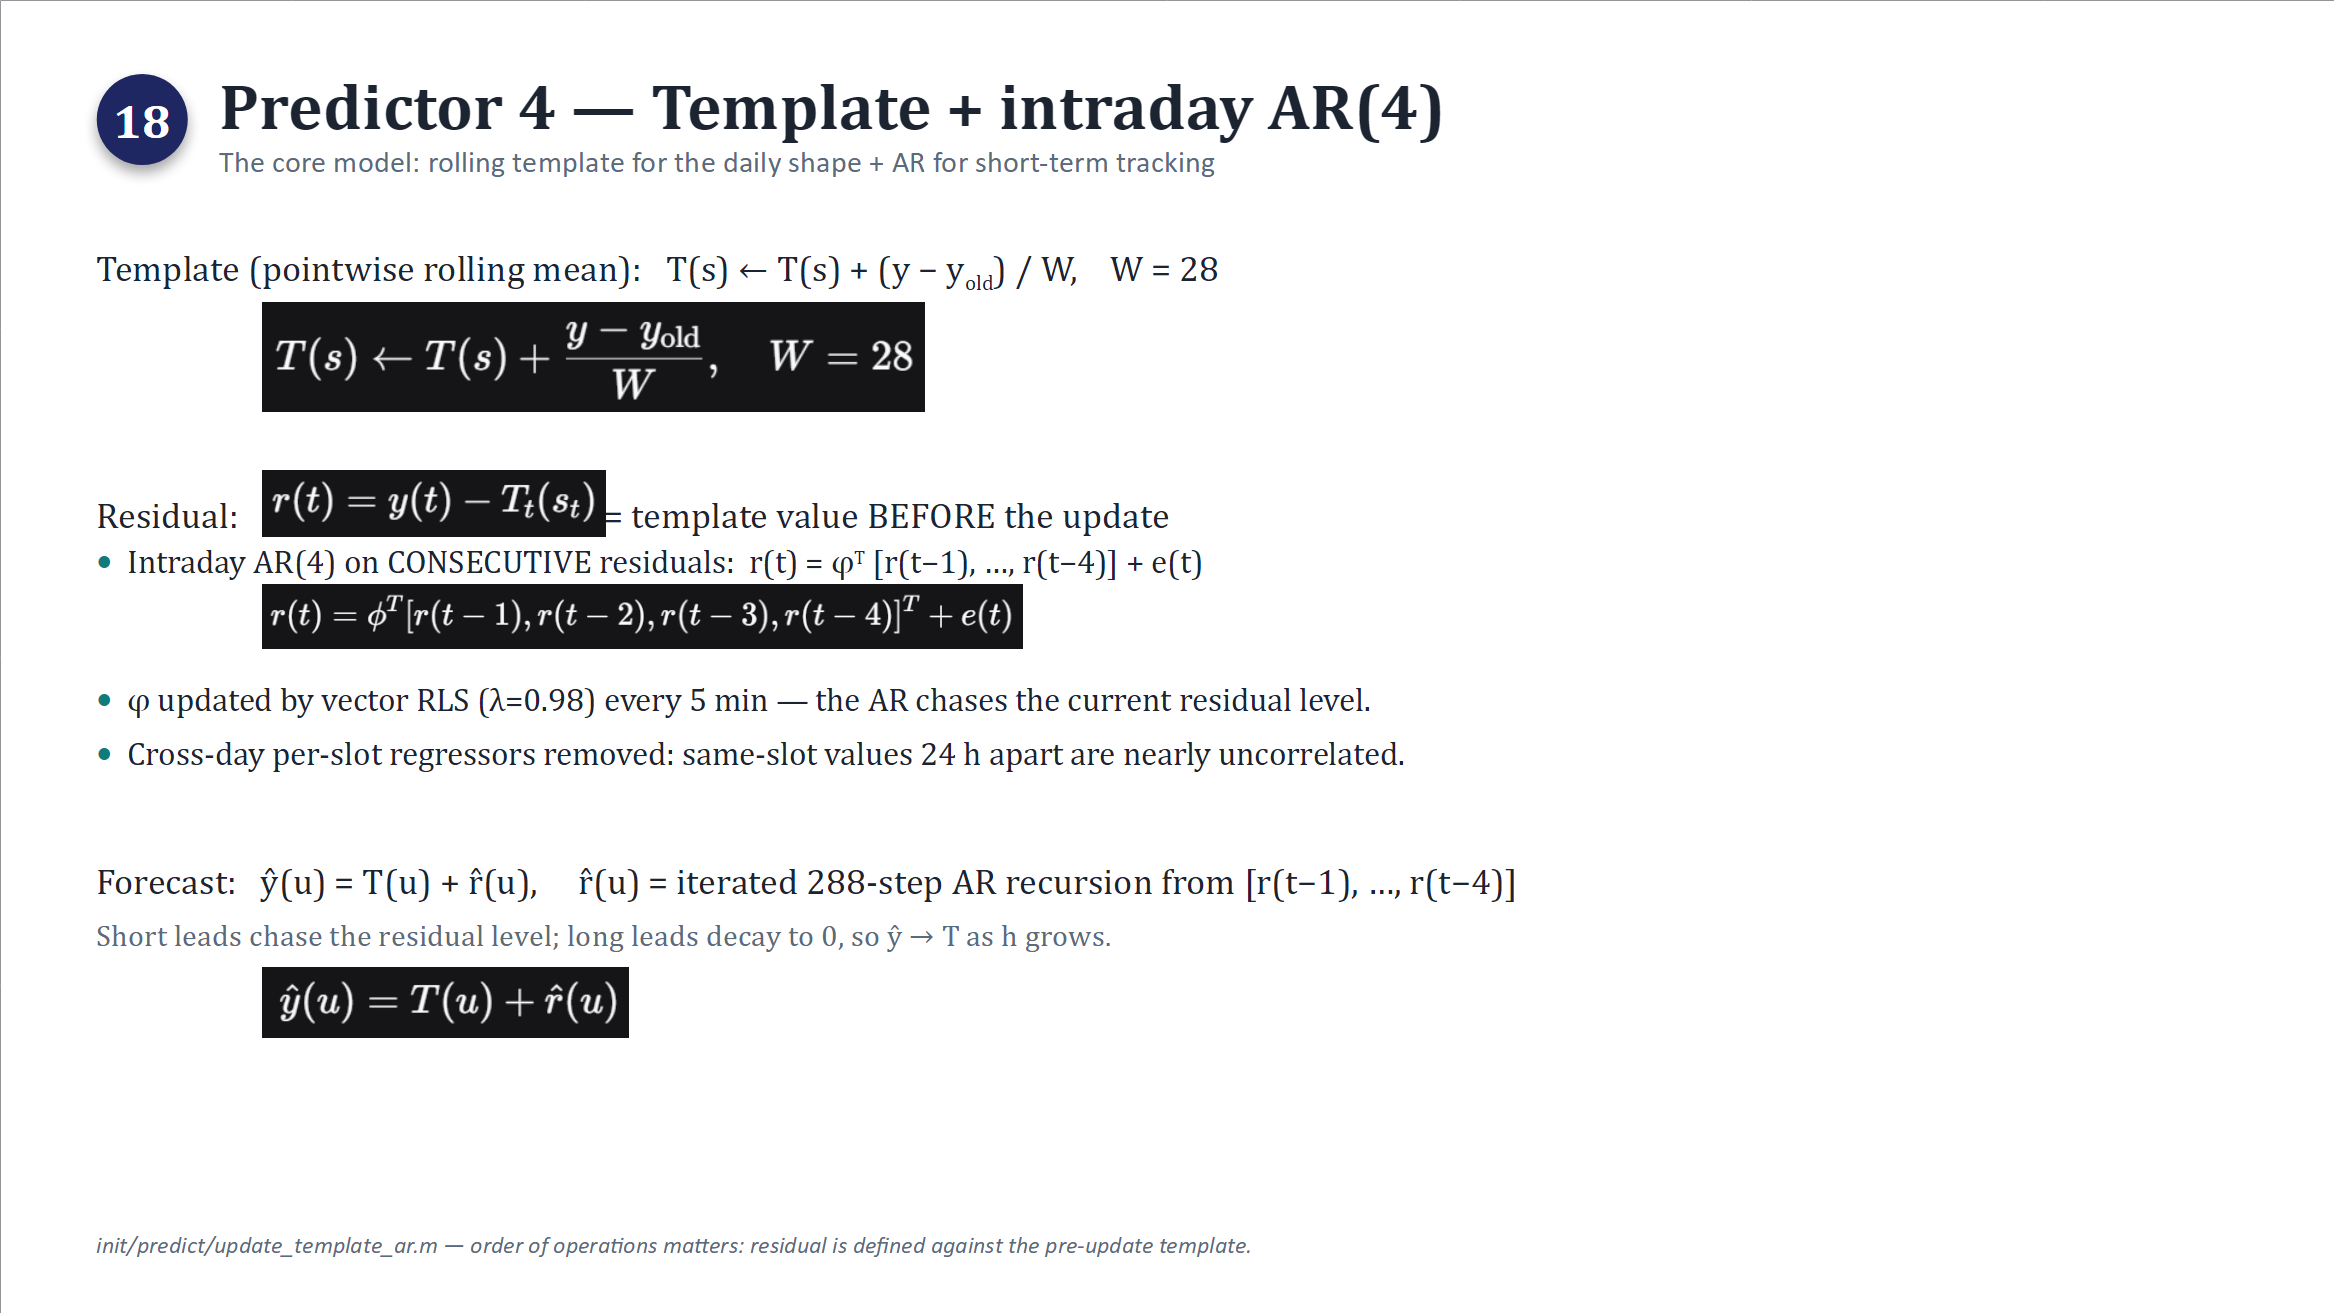 18
Predictor 4 — Template + intraday AR(4)
The core model: rolling template for the daily shape + AR for short-term tracking
Template (pointwise rolling mean):   T(s) ← T(s) + (y − y_old) / W,    W = 28
T(s) ← T(s) + (y − y_old)/W,    W = 28
Residual:   r(t) = y(t) − T_t(s_t) = template value BEFORE the update
• Intraday AR(4) on CONSECUTIVE residuals:  r(t) = φᵀ [r(t−1), …, r(t−4)] + e(t)
r(t) = ϕ^T[r(t − 1), r(t − 2), r(t − 3), r(t − 4)]^T + e(t)
• φ updated by vector RLS (λ=0.98) every 5 min — the AR chases the current residual level.
• Cross-day per-slot regressors removed: same-slot values 24 h apart are nearly uncorrelated.
Forecast:   ŷ(u) = T(u) + r̂(u),     r̂(u) = iterated 288-step AR recursion from [r(t−1), …, r(t−4)]
Short leads chase the residual level; long leads decay to 0, so ŷ → T as h grows.
ŷ(u) = T(u) + r̂(u)
init/predict/update_template_ar.m — order of operations matters: residual is defined against the pre-update template.